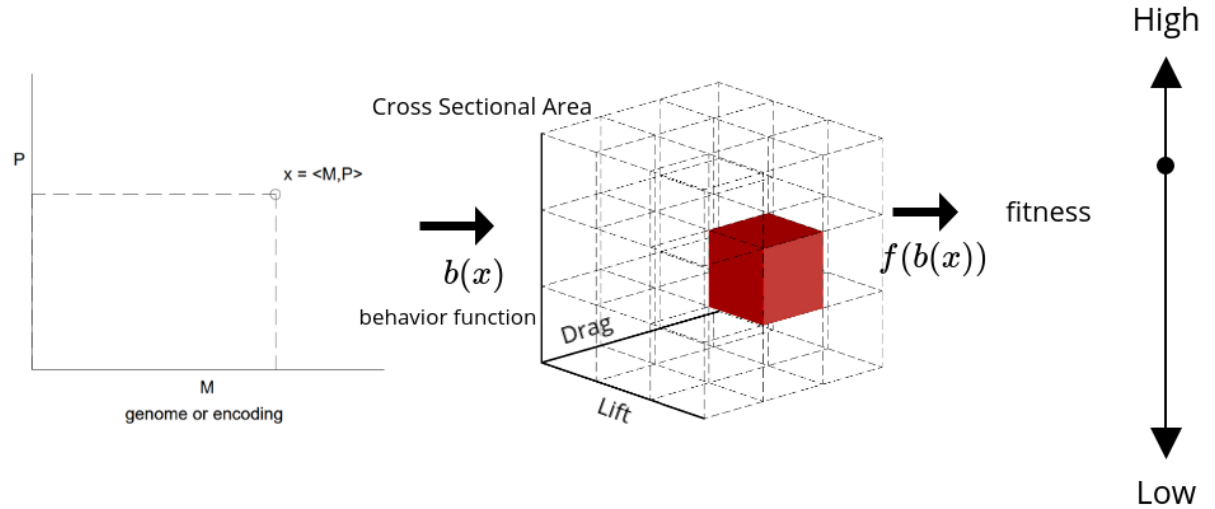 P
x = <M,P>
M
genome or encoding
b(x)
behavior function
Cross Sectional Area
Drag
Lift
f(b(x))
fitness
High
Low